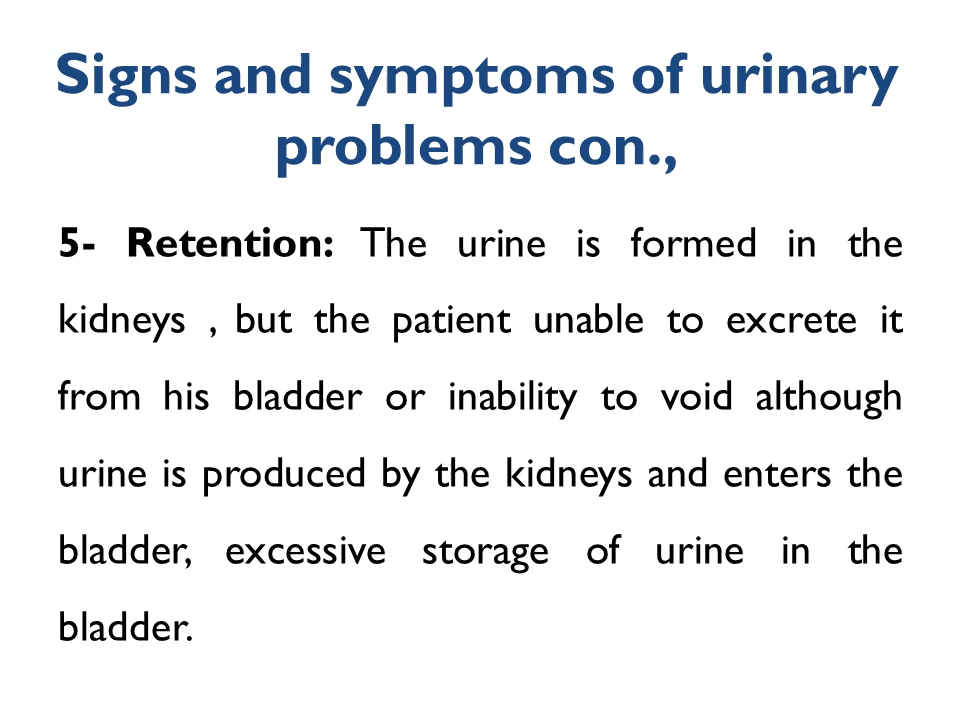 Signs and symptoms of urinary
problems con.,
5- Retention: The urine is formed in the
kidneys , but the patient unable to excrete it
from his bladder or inability to void although
urine is produced by the kidneys and enters the
bladder, excessive storage of urine in the
bladder.